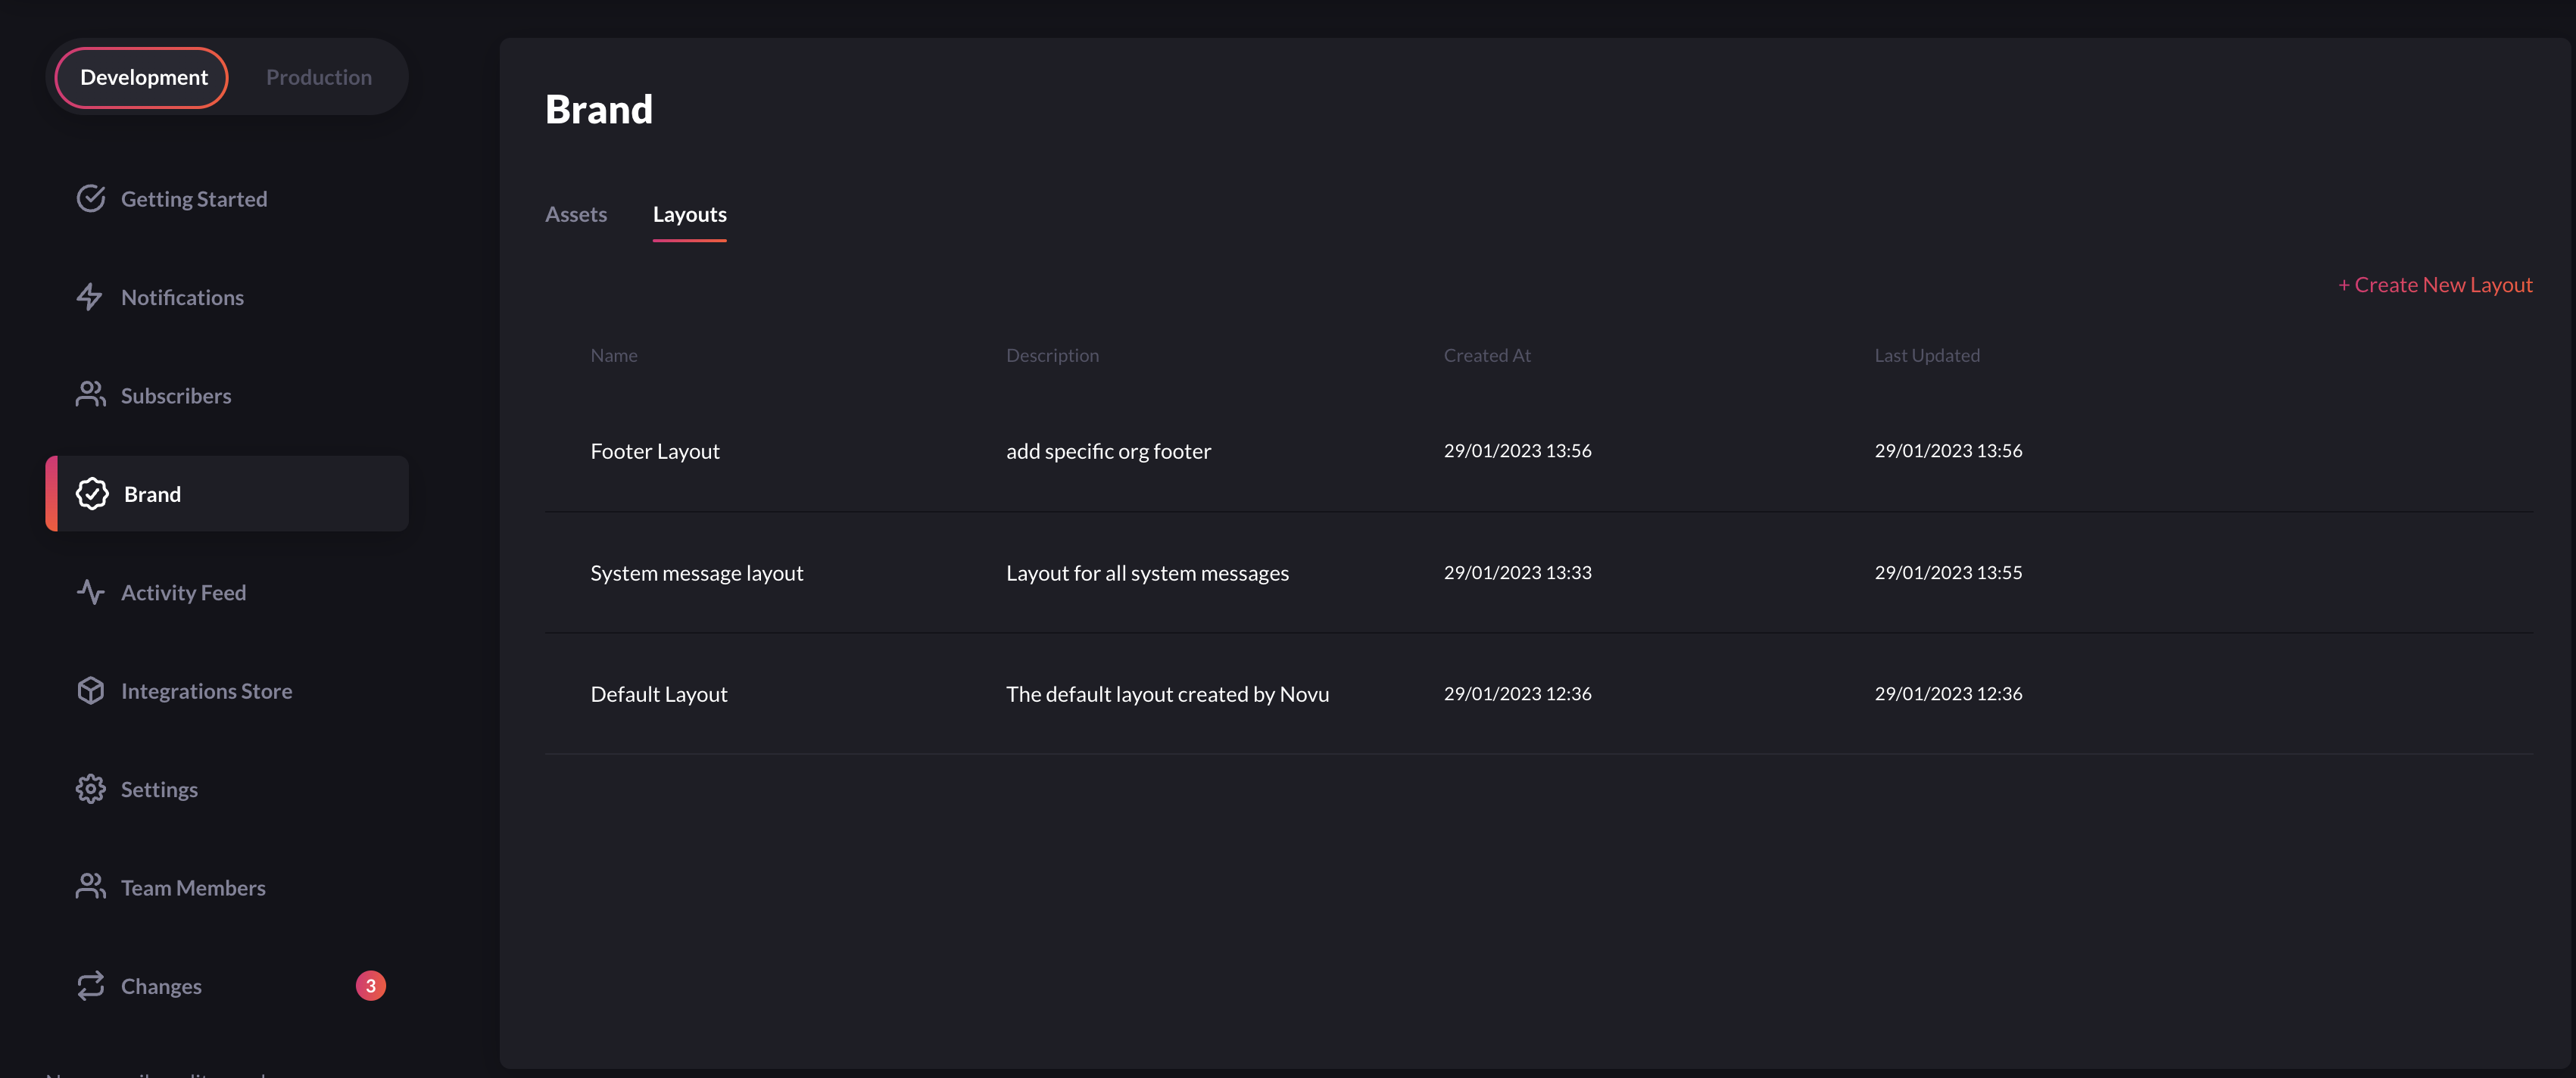 Development Production
Getting Started
Notifications
Subscribers
Brand
Activity Feed
Integrations Store
Settings
Team Members
Changes 3
Brand
Assets Layouts
+ Create New Layout
Name Description Created At Last Updated
Footer Layout add specific org footer 29/01/2023 13:56 29/01/2023 13:56
System message layout Layout for all system messages 29/01/2023 13:33 29/01/2023 13:55
Default Layout The default layout created by Novu 29/01/2023 12:36 29/01/2023 12:36